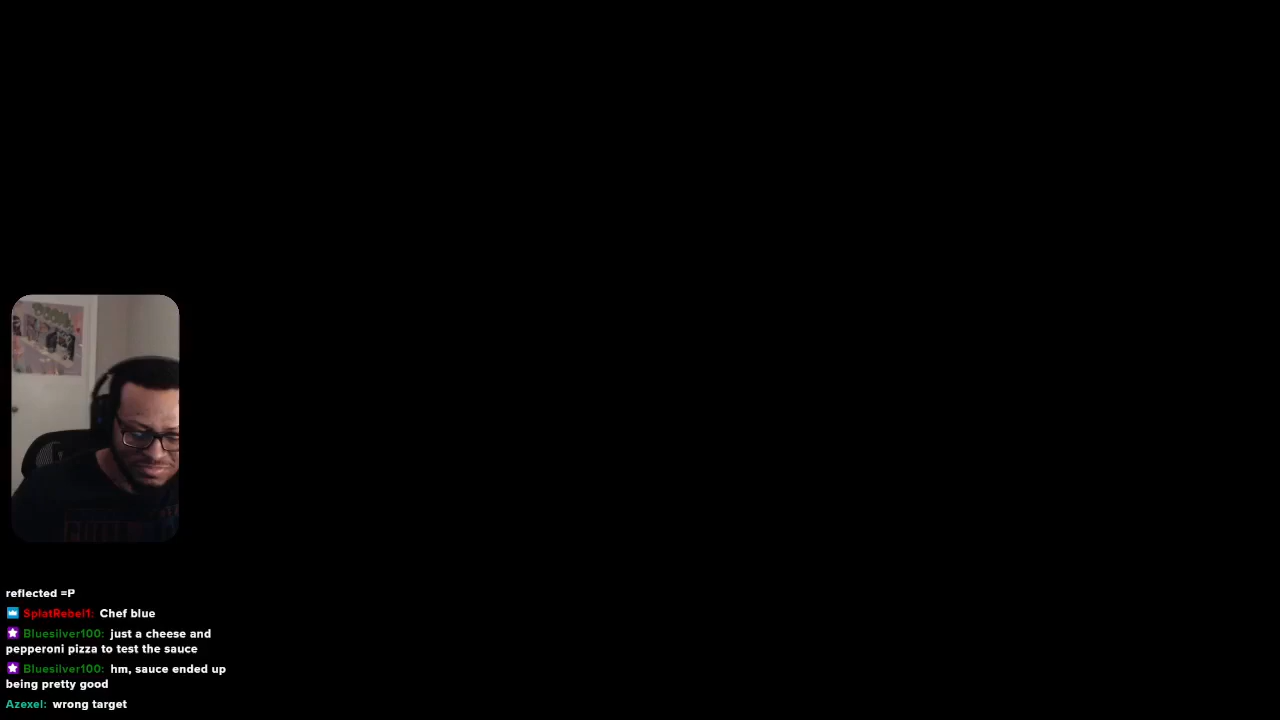 reflected =P
SplatRebel1: Chef blue
Bluesilver100: just a cheese and
pepperoni pizza to test the sauce
Bluesilver100: hm, sauce ended up
being pretty good
Azexel: wrong target